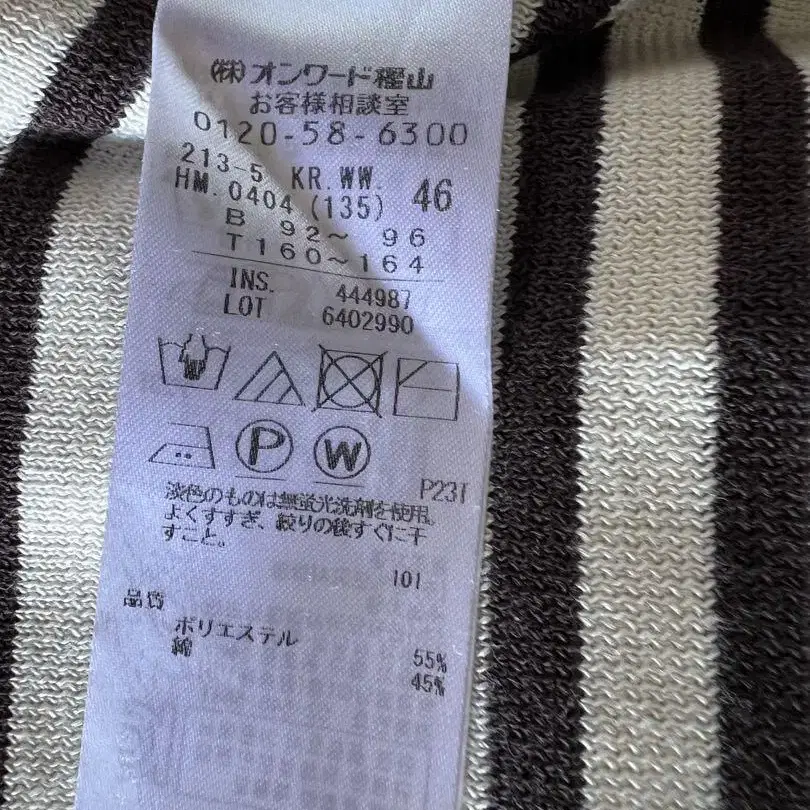 ㈱オンワード樫山
お客様相談室
0120-58-6300
213-5 KR.WW. 46
HM.0404 (135)
B 92〜 96
T160〜164
INS. 444987
LOT 6402990
P
W
P23T
淡色のものは無蛍光洗剤を使用。
よくすすぎ、絞りの後すぐに干
すこと。
101
品質
ポリエステル 55%
綿 45%